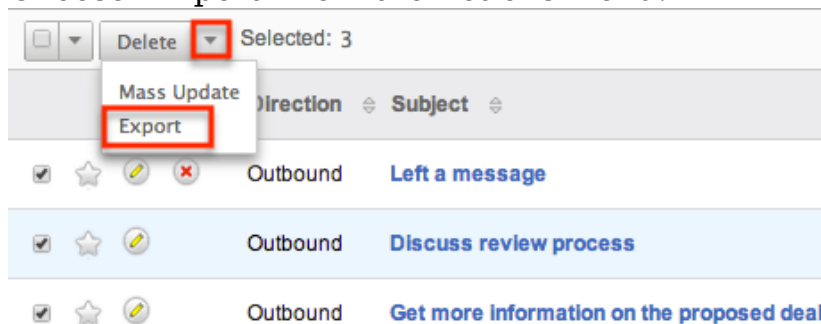 Delete Selected: 3
Mass Update
Direction Subject
Export
Outbound Left a message
Outbound Discuss review process
Outbound Get more information on the proposed deal